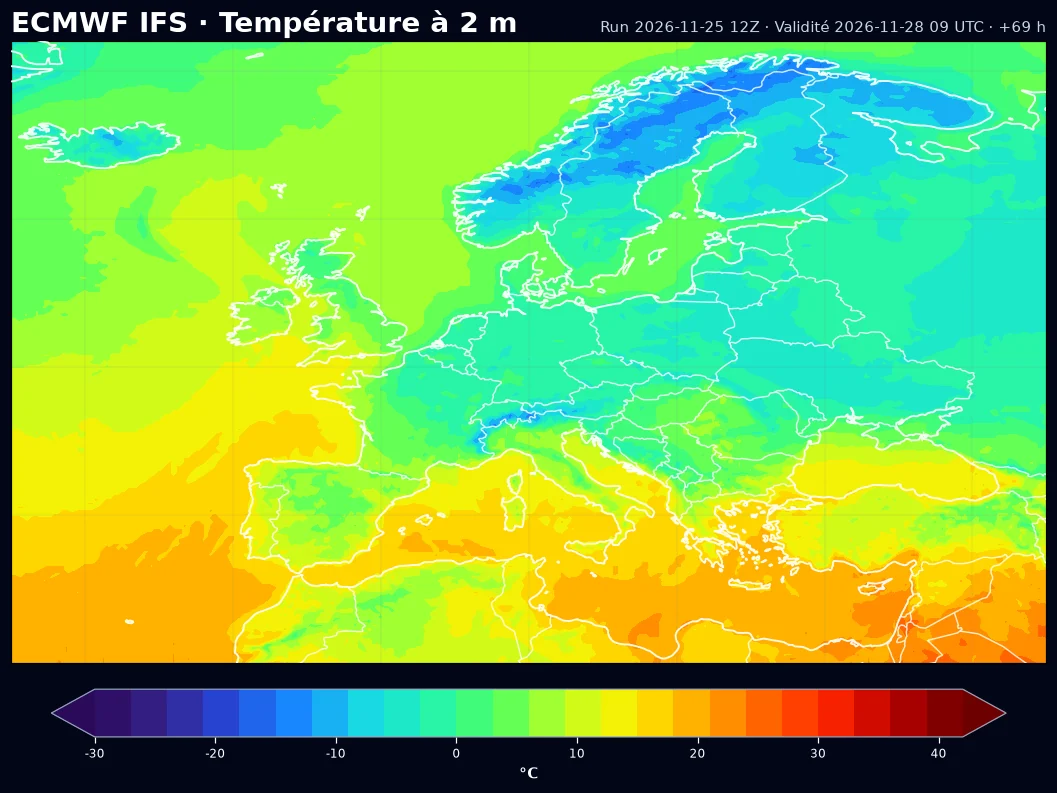 ECMWF IFS · Température à 2 m
Run 2026-11-25 12Z · Validité 2026-11-28 09 UTC · +69 h
-30 -20 -10 0 10 20 30 40
°C